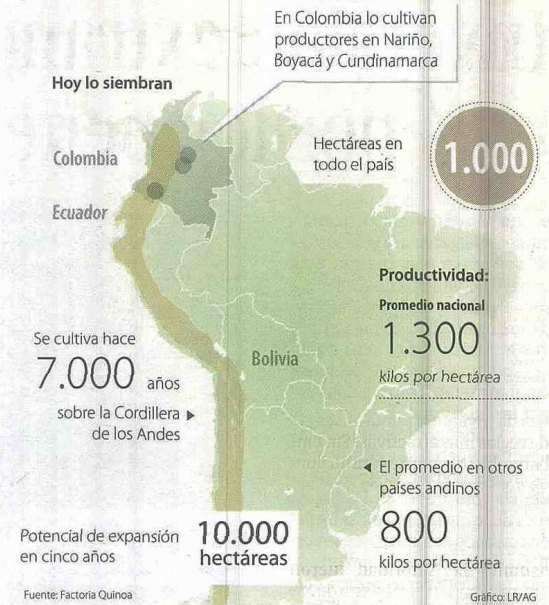 En Colombia lo cultivan
productores en Nariño,
Boyacá y Cundinamarca
Hoy lo siembran
Colombia
Ecuador
Hectáreas en
todo el país
1.000
Productividad:
Promedio nacional
1.300
kilos por hectárea
Bolivia
Se cultiva hace
7.000 años
sobre la Cordillera
de los Andes
El promedio en otros
países andinos
800
kilos por hectárea
Potencial de expansión
en cinco años
10.000
hectáreas
Fuente: Factoria Quinoa
Gráfico: LR/AG